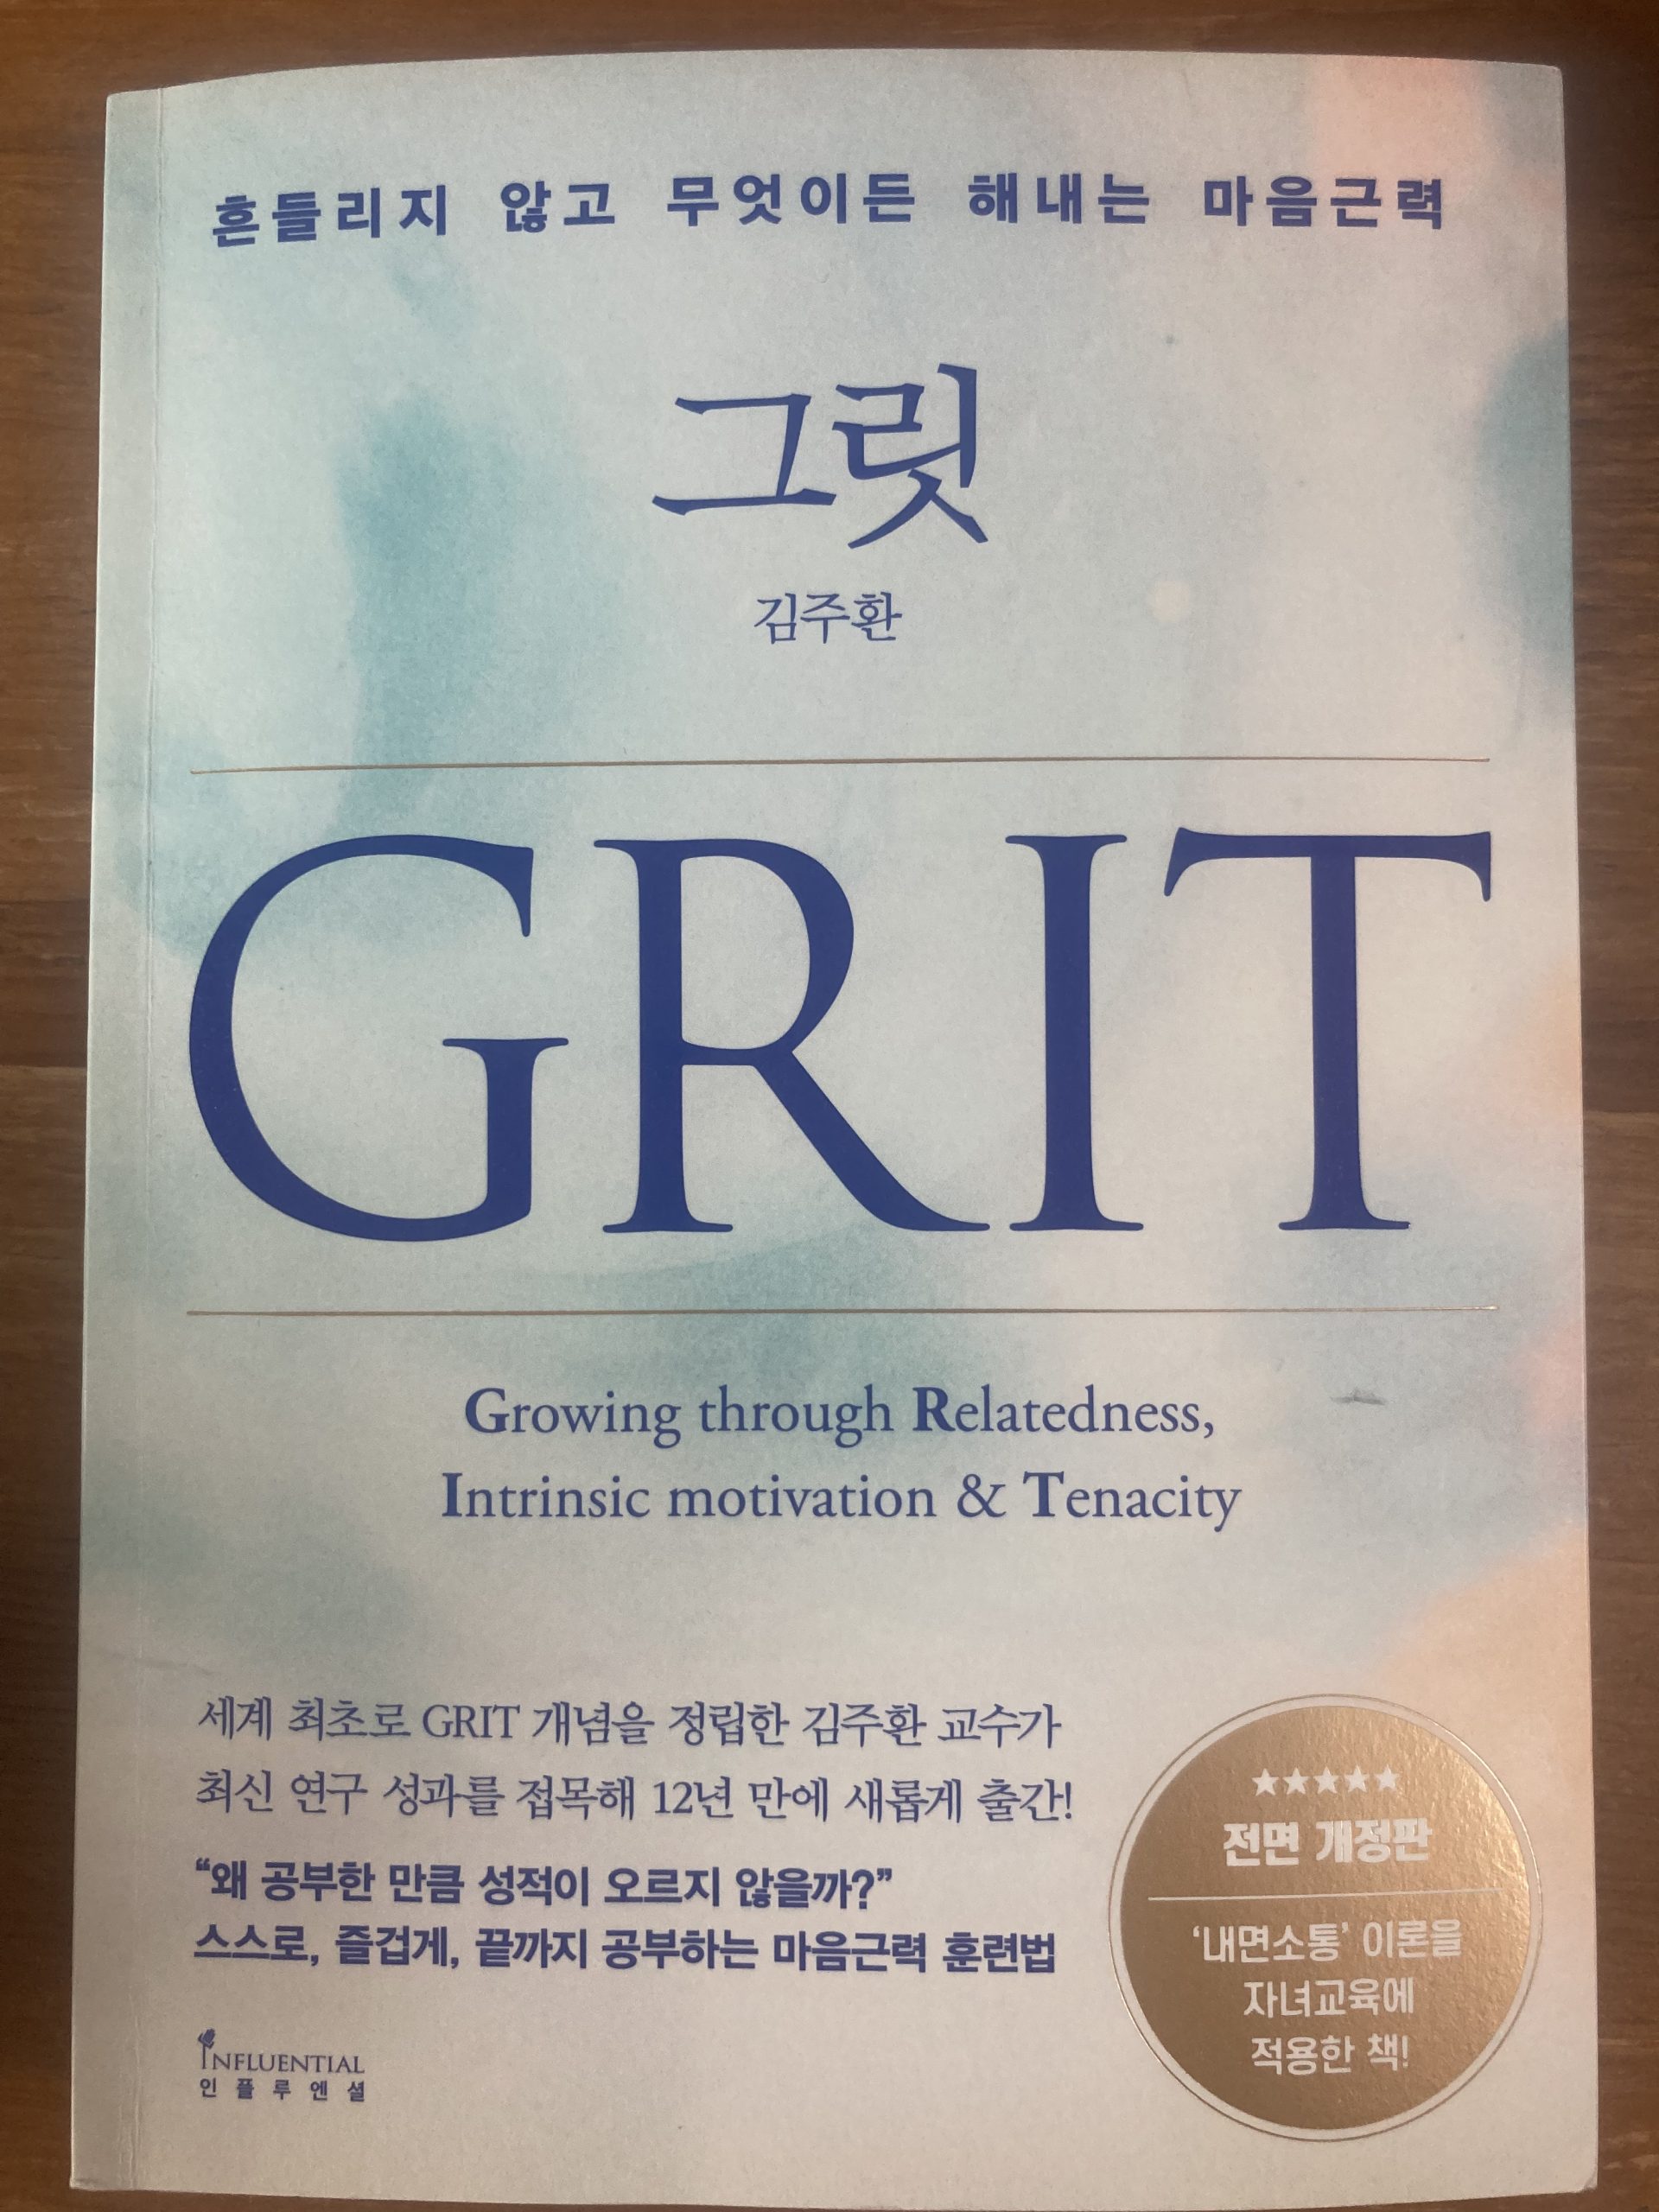 흔들리지 않고 무엇이든 해내는 마음근력
그릿
김주환
GRIT
Growing through Relatedness,
Intrinsic motivation & Tenacity
세계 최초로 GRIT 개념을 정립한 김주환 교수가
최신 연구 성과를 접목해 12년 만에 새롭게 출간!
“왜 공부한 만큼 성적이 오르지 않을까?”
스스로, 즐겁게, 끝까지 공부하는 마음근력 훈련법
INFLUENTIAL
인플루엔셜
★★★★★
전면 개정판
‘내면소통’ 이론을
자녀교육에
적용한 책!